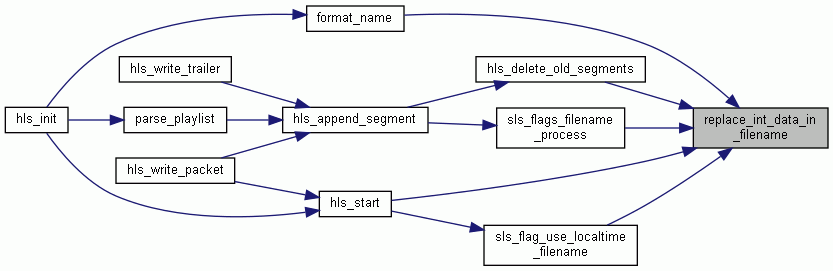 format_name
hls_write_trailer
hls_delete_old_segments
hls_init
parse_playlist
hls_append_segment
sls_flags_filename
_process
replace_int_data_in
_filename
hls_write_packet
hls_start
sls_flag_use_localtime
_filename